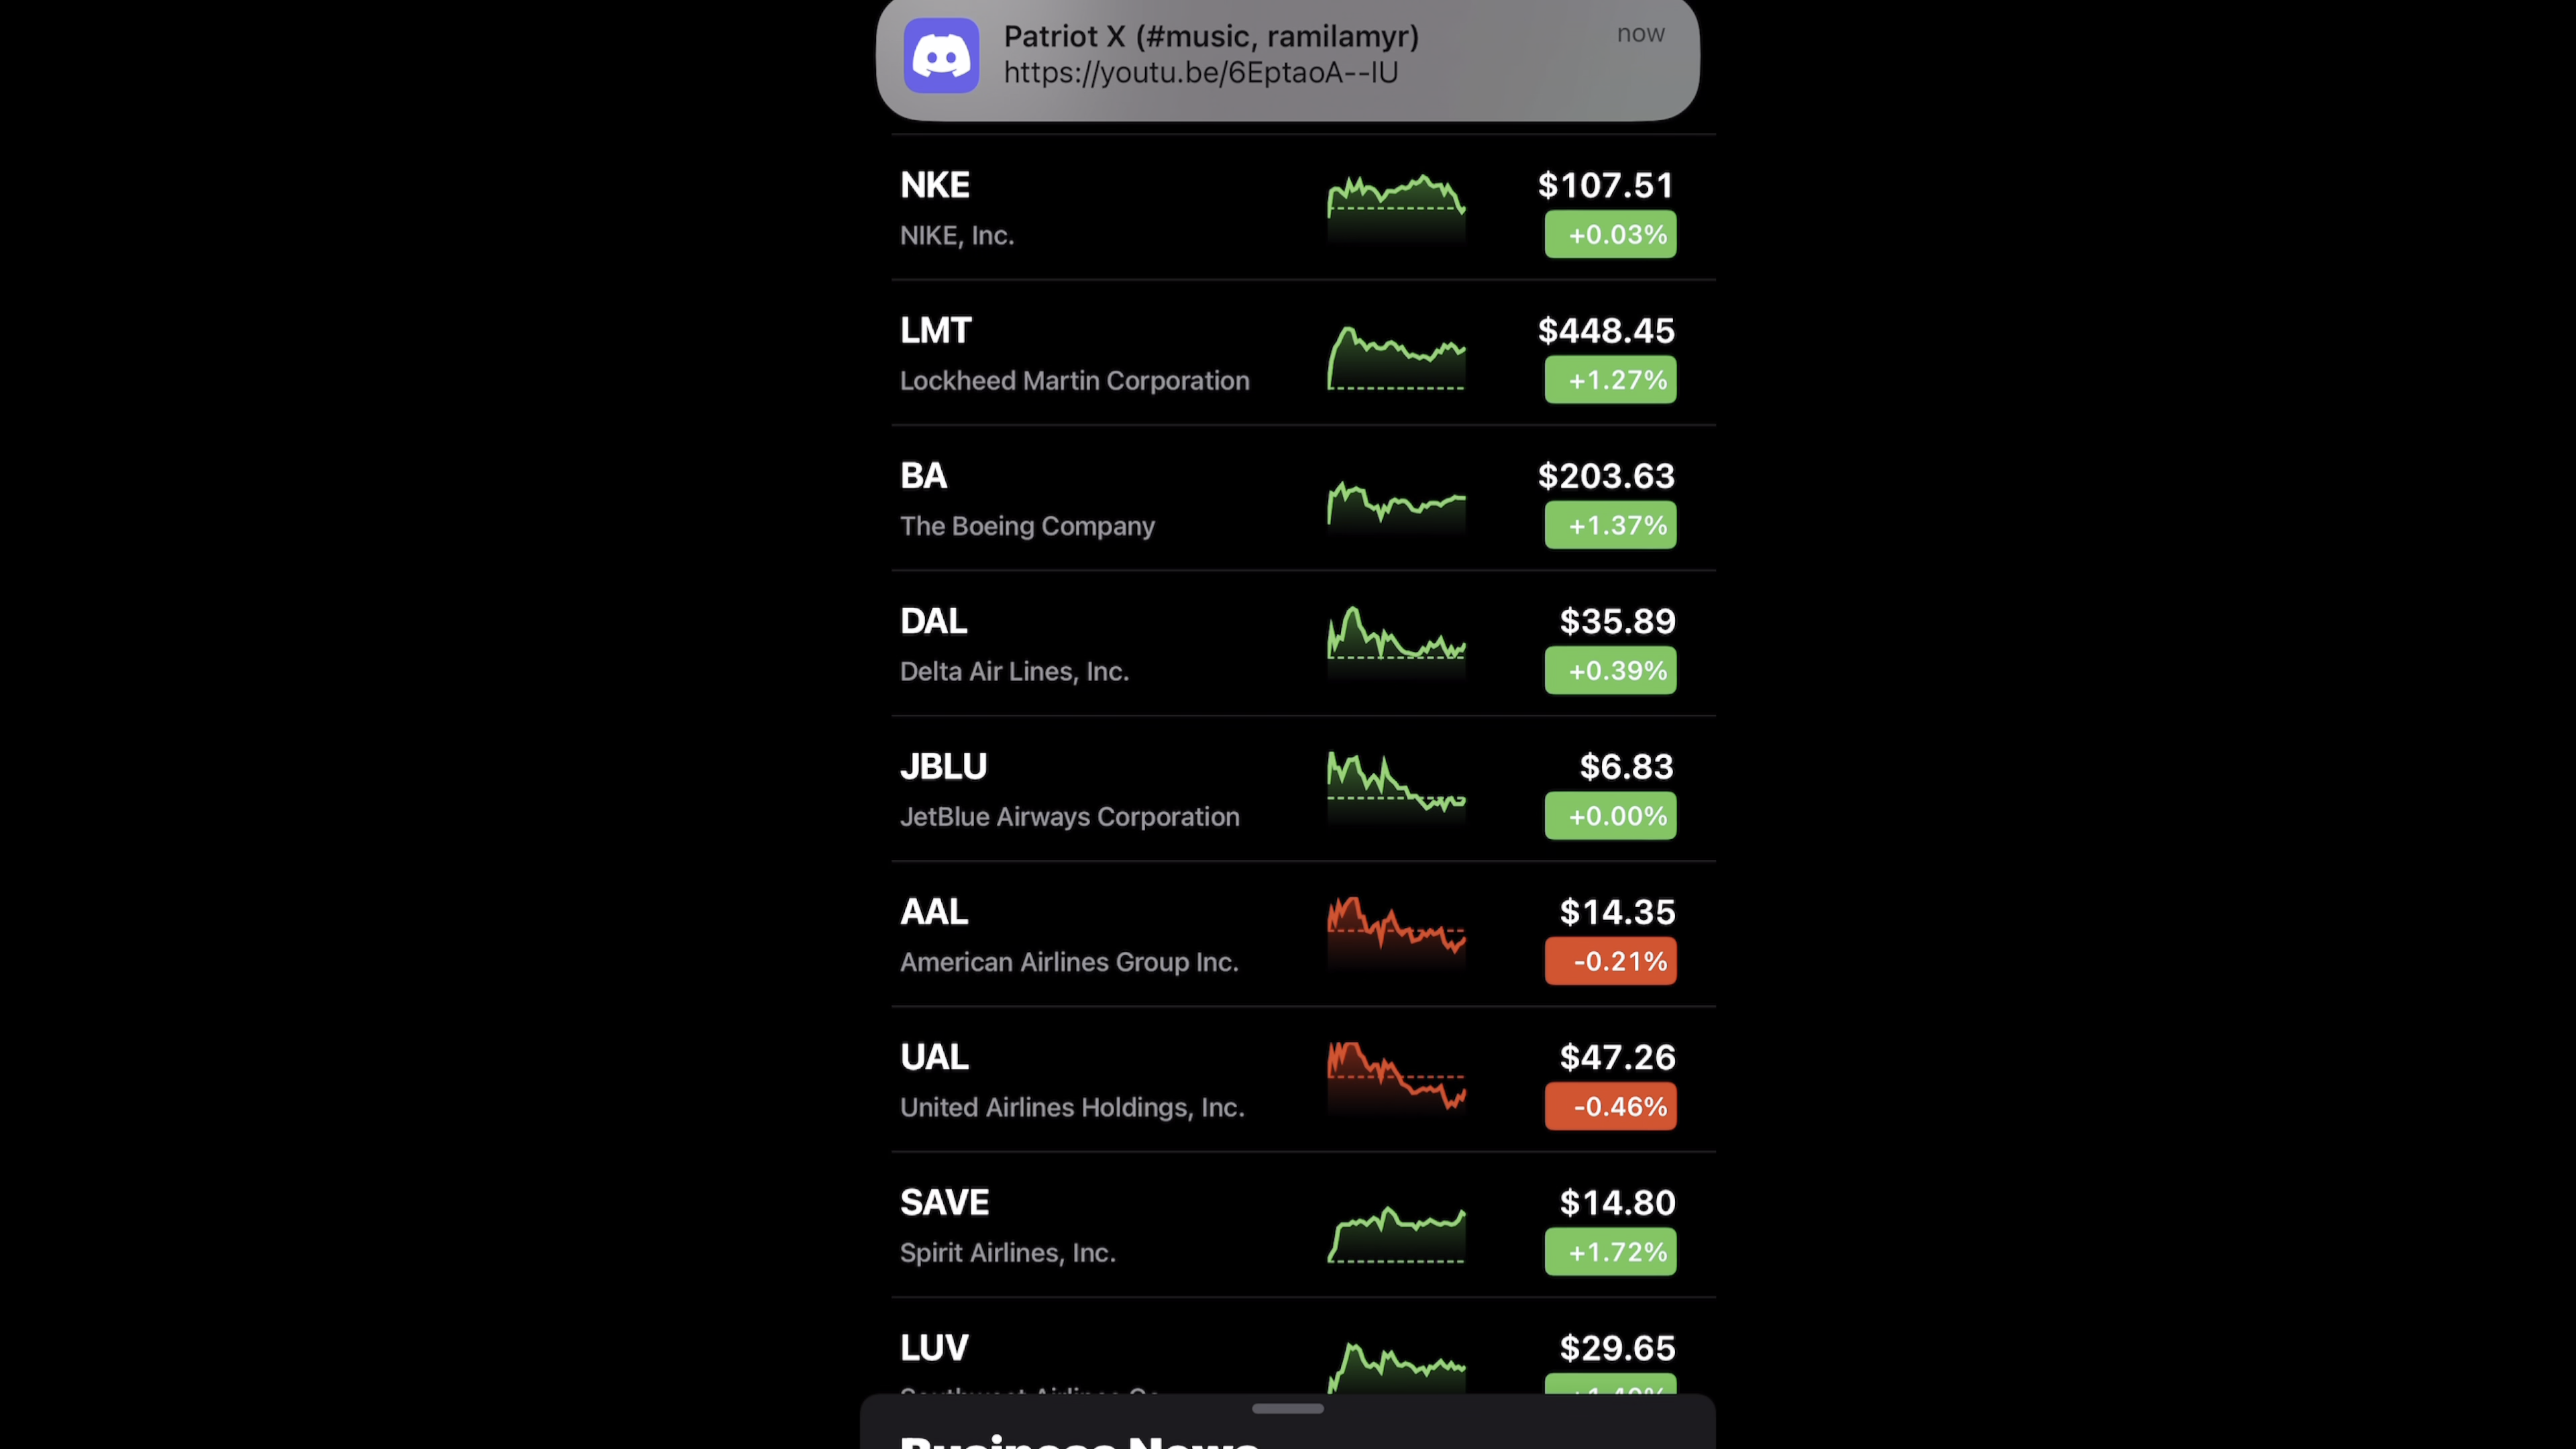 Patriot X (#music, ramilamyr)
now
https://youtu.be/6EptaoA--IU
NKE
$107.51
NIKE, Inc.
+0.03%
LMT
$448.45
Lockheed Martin Corporation
+1.27%
BA
$203.63
The Boeing Company
+1.37%
DAL
$35.89
Delta Air Lines, Inc.
+0.39%
JBLU
$6.83
JetBlue Airways Corporation
+0.00%
AAL
$14.35
American Airlines Group Inc.
-0.21%
UAL
$47.26
United Airlines Holdings, Inc.
-0.46%
SAVE
$14.80
Spirit Airlines, Inc.
+1.72%
LUV
$29.65
Business News